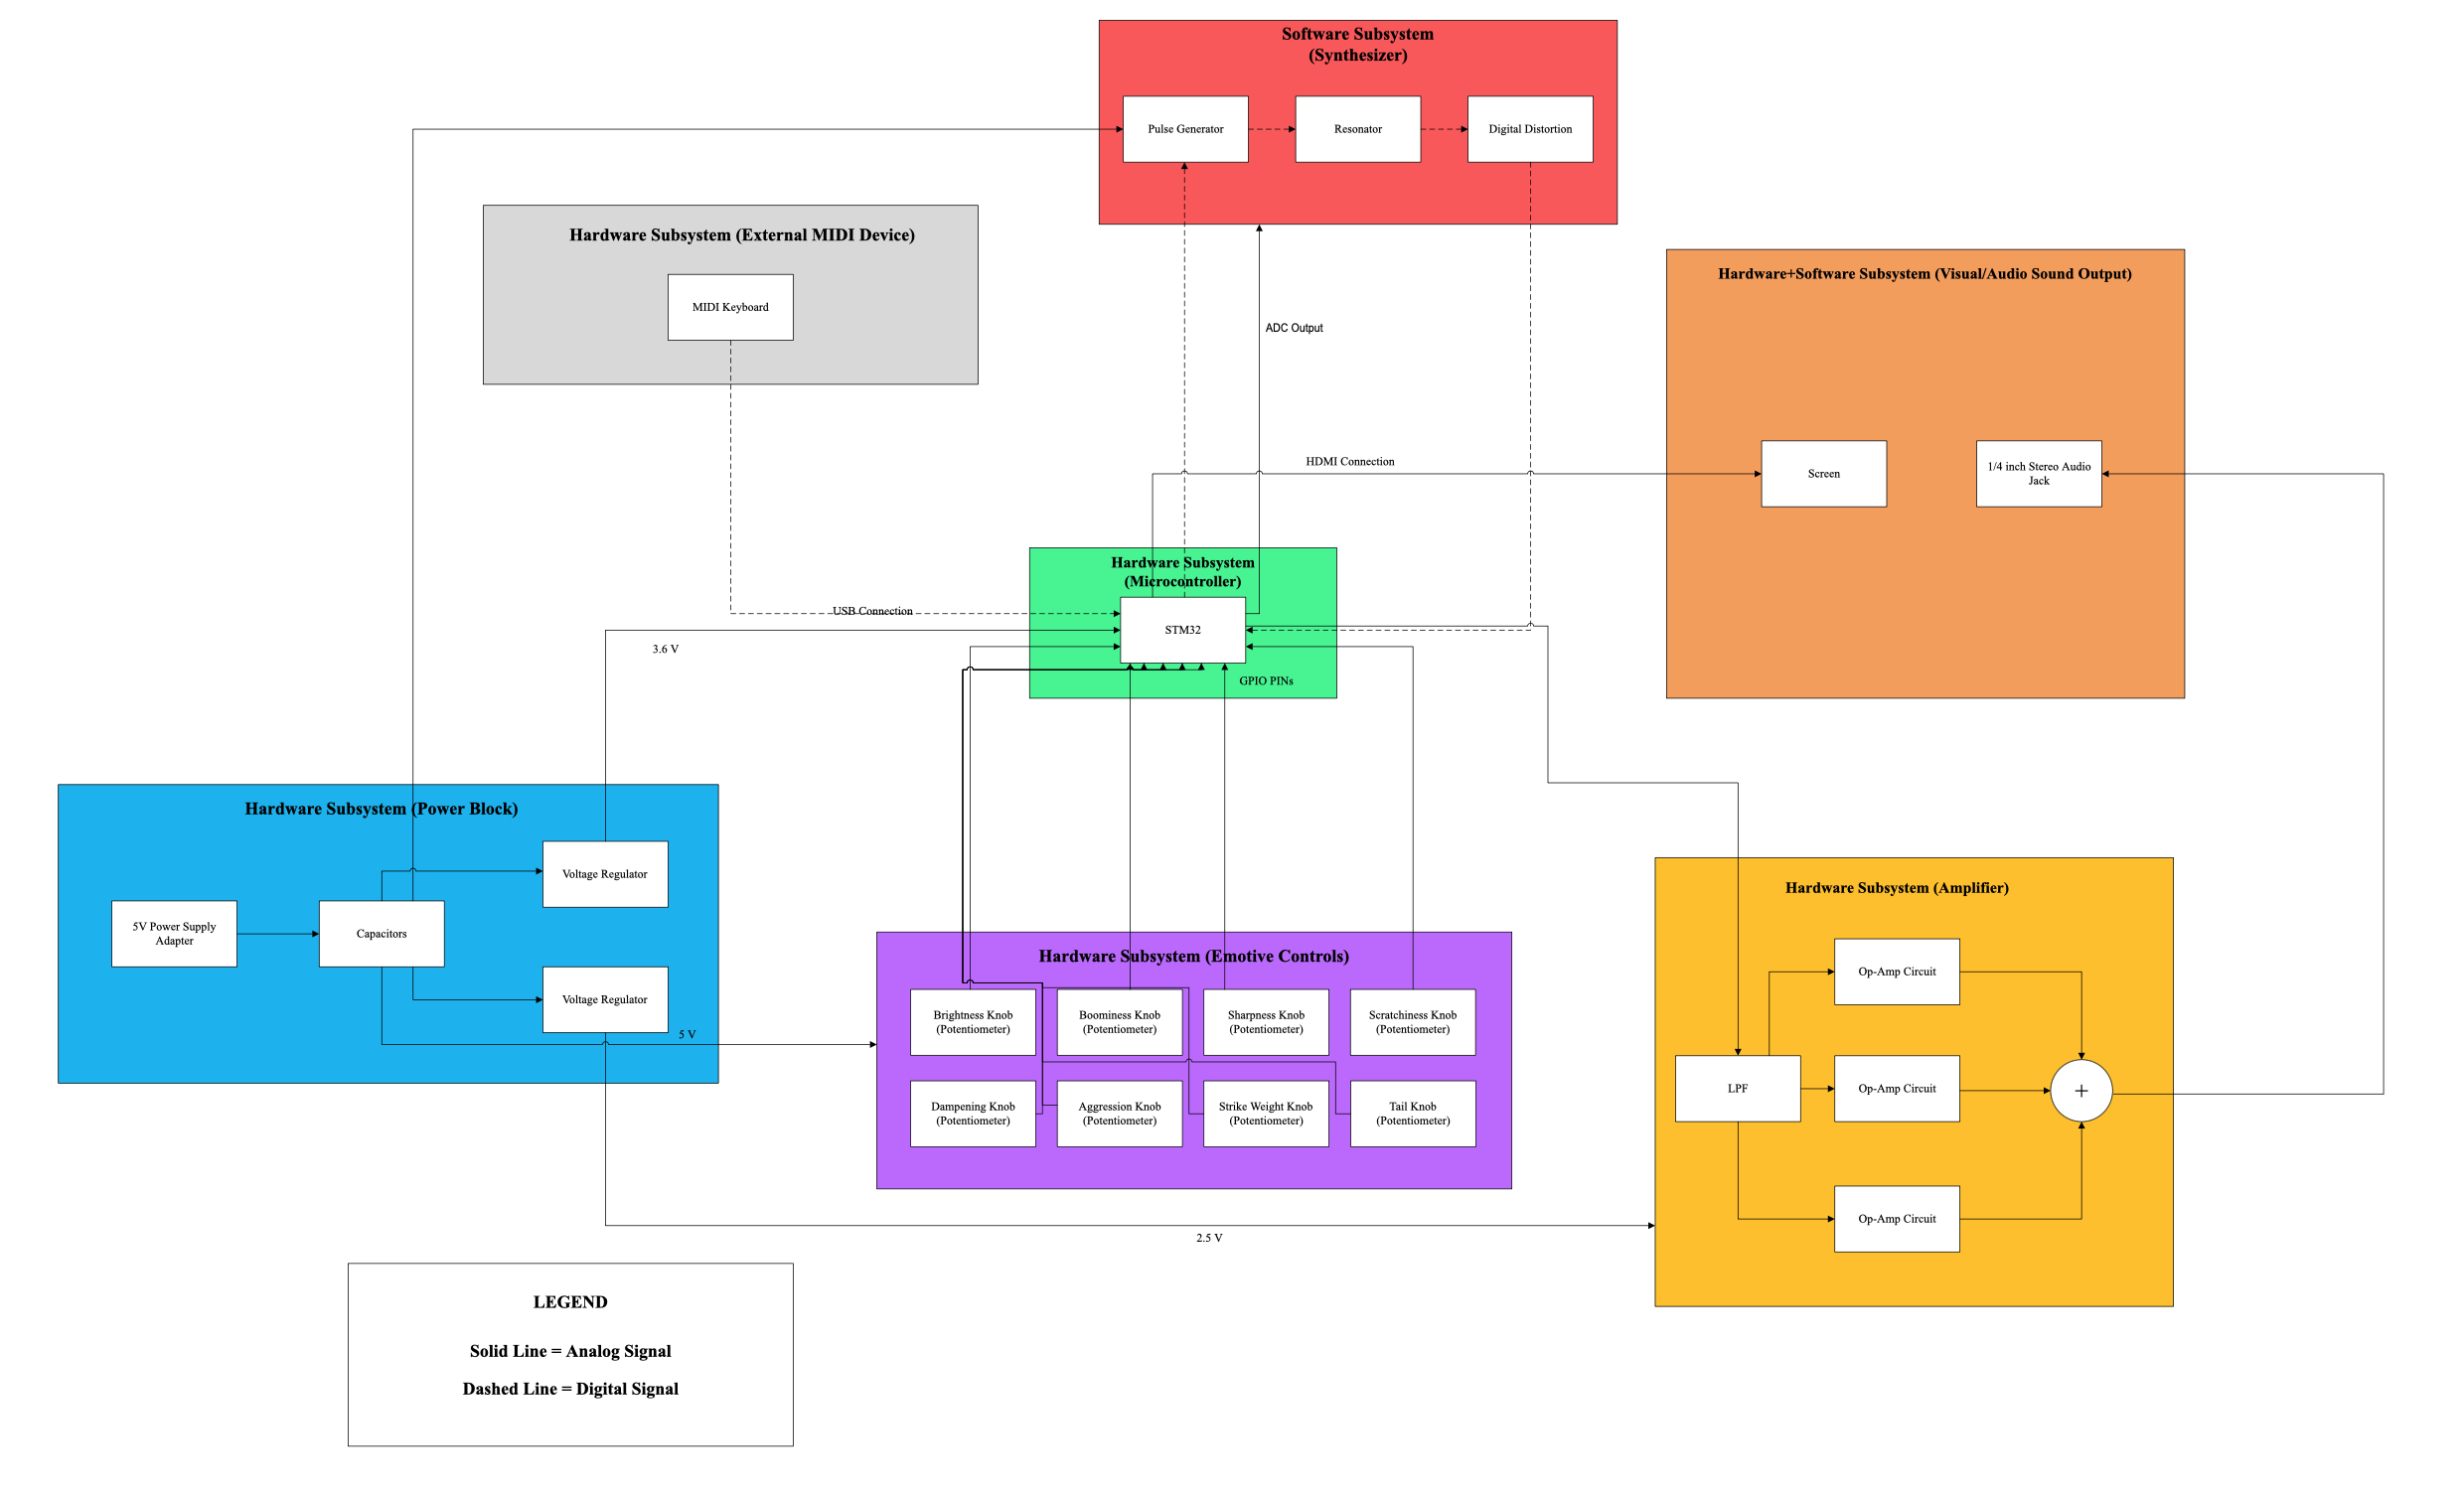 Software Subsystem
(Synthesizer)
Pulse Generator
Resonator
Digital Distortion
Hardware Subsystem (External MIDI Device)
MIDI Keyboard
Hardware+Software Subsystem (Visual/Audio Sound Output)
ADC Output
HDMI Connection
Screen
1/4 inch Stereo Audio
Jack
Hardware Subsystem
(Microcontroller)
USB Connection
STM32
3.6 V
GPIO PINs
Hardware Subsystem (Power Block)
Voltage Regulator
5V Power Supply
Adapter
Capacitors
Voltage Regulator
5 V
Hardware Subsystem (Emotive Controls)
Brightness Knob
(Potentiometer)
Boominess Knob
(Potentiometer)
Sharpness Knob
(Potentiometer)
Scratchiness Knob
(Potentiometer)
Dampening Knob
(Potentiometer)
Aggression Knob
(Potentiometer)
Strike Weight Knob
(Potentiometer)
Tail Knob
(Potentiometer)
Hardware Subsystem (Amplifier)
Op-Amp Circuit
LPF
Op-Amp Circuit
+
Op-Amp Circuit
2.5 V
LEGEND
Solid Line = Analog Signal
Dashed Line = Digital Signal